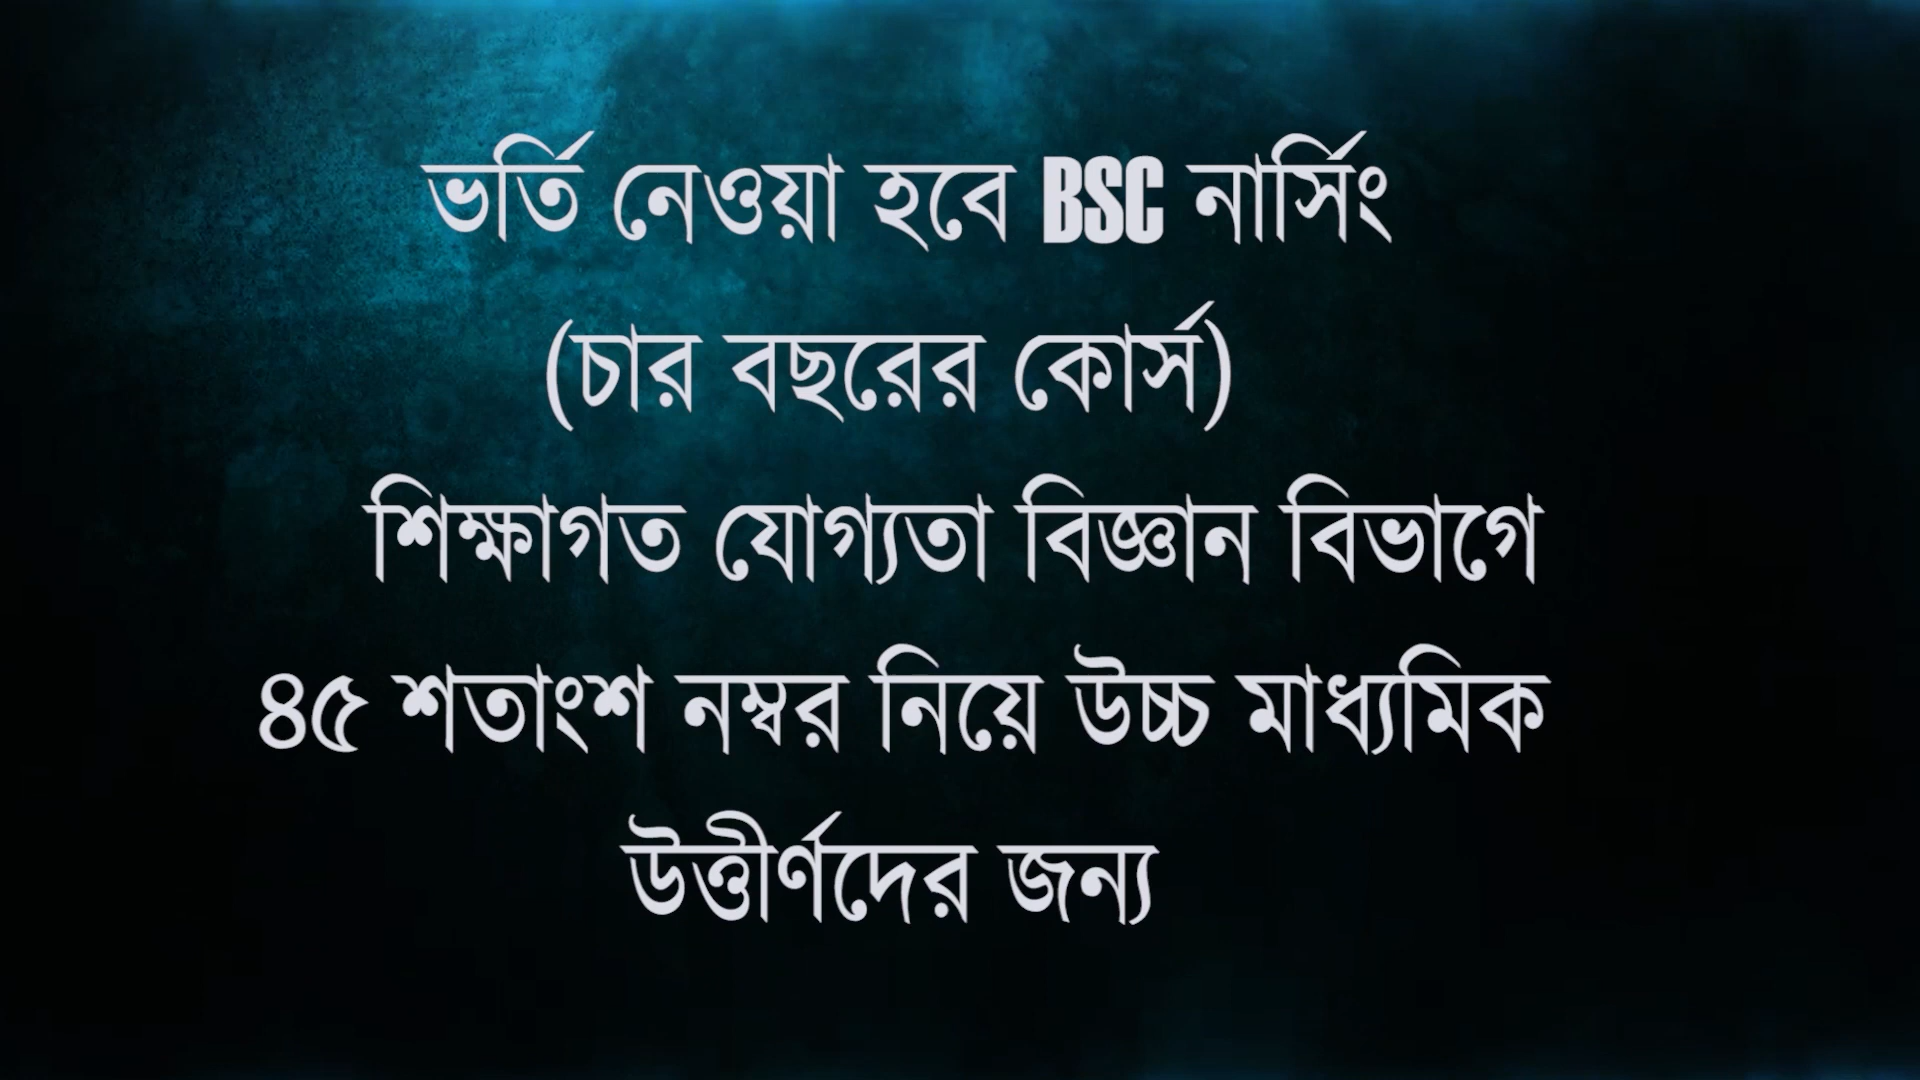 ভর্তি নেওয়া হবে BSC নার্সিং
(চার বছরের কোর্স)
শিক্ষাগত যোগ্যতা বিজ্ঞান বিভাগে
৪৫ শতাংশ নম্বর নিয়ে উচ্চ মাধ্যমিক
উত্তীর্ণদের জন্য